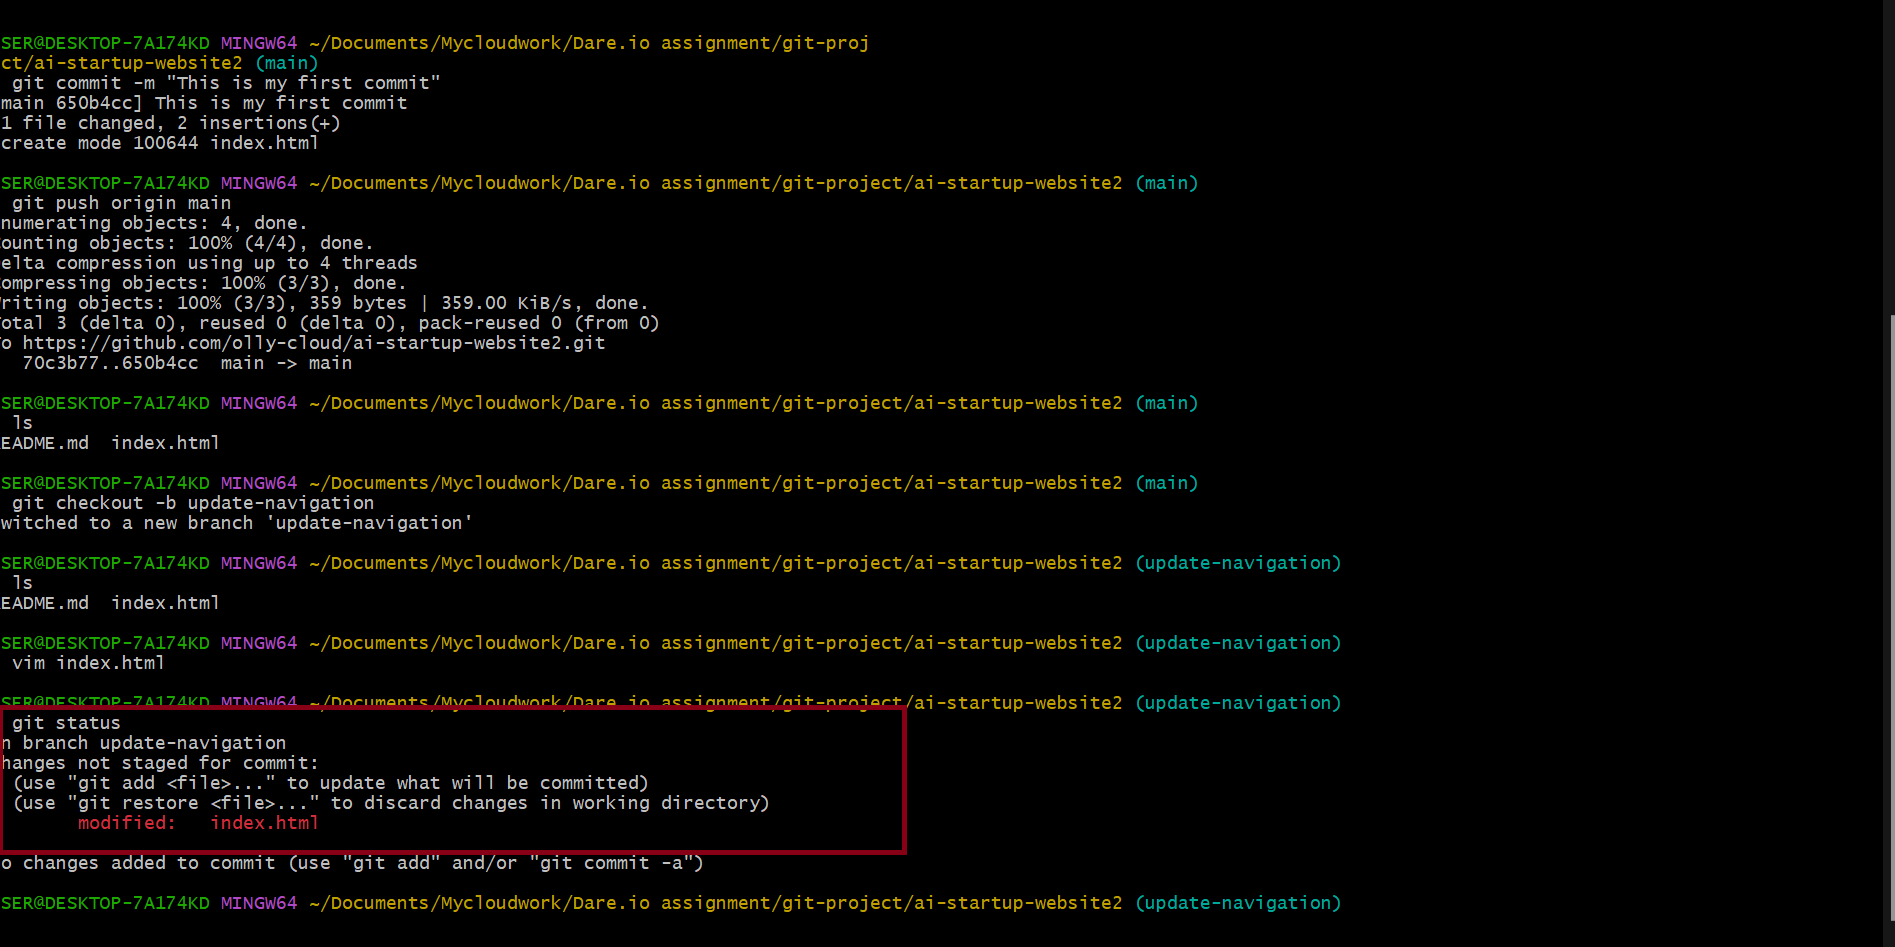 SER@DESKTOP-7A174KD MINGW64 ~/Documents/Mycloudwork/Dare.io assignment/git-proj
ct/ai-startup-website2 (main)
git commit -m "This is my first commit"
main 650b4cc] This is my first commit
1 file changed, 2 insertions(+)
create mode 100644 index.html
SER@DESKTOP-7A174KD MINGW64 ~/Documents/Mycloudwork/Dare.io assignment/git-project/ai-startup-website2 (main)
git push origin main
numerating objects: 4, done.
ounting objects: 100% (4/4), done.
elta compression using up to 4 threads
ompressing objects: 100% (3/3), done.
riting objects: 100% (3/3), 359 bytes | 359.00 KiB/s, done.
otal 3 (delta 0), reused 0 (delta 0), pack-reused 0 (from 0)
o https://github.com/olly-cloud/ai-startup-website2.git
70c3b77..650b4cc  main -> main
SER@DESKTOP-7A174KD MINGW64 ~/Documents/Mycloudwork/Dare.io assignment/git-project/ai-startup-website2 (main)
ls
EADME.md  index.html
SER@DESKTOP-7A174KD MINGW64 ~/Documents/Mycloudwork/Dare.io assignment/git-project/ai-startup-website2 (main)
git checkout -b update-navigation
witched to a new branch 'update-navigation'
SER@DESKTOP-7A174KD MINGW64 ~/Documents/Mycloudwork/Dare.io assignment/git-project/ai-startup-website2 (update-navigation)
ls
EADME.md  index.html
SER@DESKTOP-7A174KD MINGW64 ~/Documents/Mycloudwork/Dare.io assignment/git-project/ai-startup-website2 (update-navigation)
vim index.html
SER@DESKTOP-7A174KD MINGW64 ~/Documents/Mycloudwork/Dare.io assignment/git-project/ai-startup-website2 (update-navigation)
git status
n branch update-navigation
hanges not staged for commit:
(use "git add <file>..." to update what will be committed)
(use "git restore <file>..." to discard changes in working directory)
modified:   index.html
o changes added to commit (use "git add" and/or "git commit -a")
SER@DESKTOP-7A174KD MINGW64 ~/Documents/Mycloudwork/Dare.io assignment/git-project/ai-startup-website2 (update-navigation)